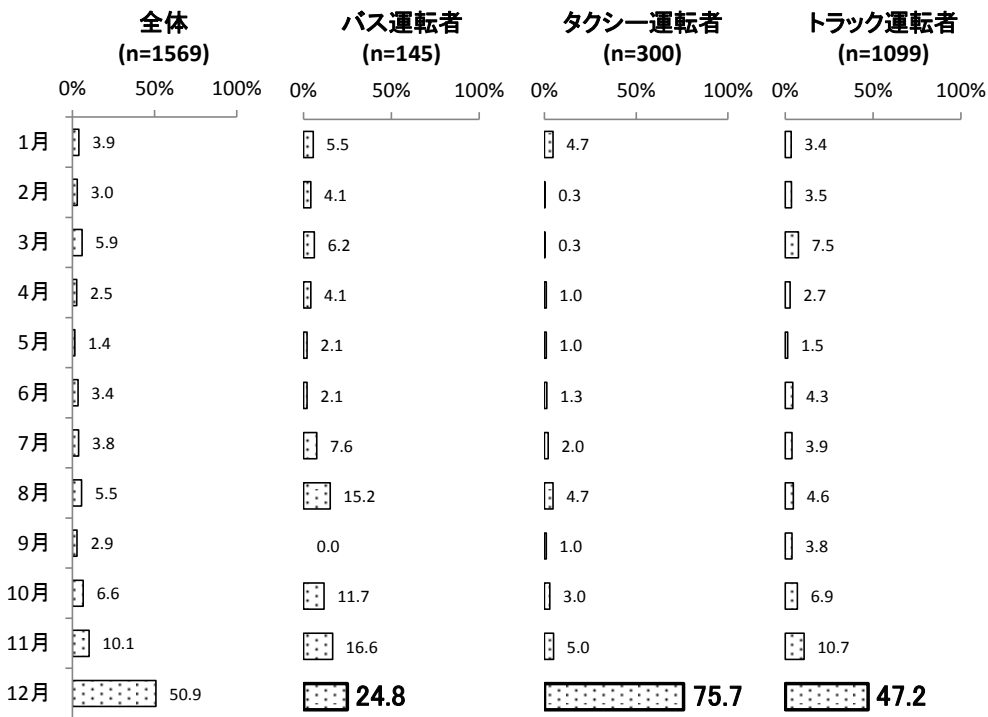 全体 バス運転者 タクシー運転者 トラック運転者
(n=1569) (n=145) (n=300) (n=1099)
0% 50% 100% 0% 50% 100% 0% 50% 100% 0% 50% 100%
1月 3.9 5.5 4.7 3.4
2月 3.0 4.1 0.3 3.5
3月 5.9 6.2 0.3 7.5
4月 2.5 4.1 1.0 2.7
5月 1.4 2.1 1.0 1.5
6月 3.4 2.1 1.3 4.3
7月 3.8 7.6 2.0 3.9
8月 5.5 15.2 4.7 4.6
9月 2.9 0.0 1.0 3.8
10月 6.6 11.7 3.0 6.9
11月 10.1 16.6 5.0 10.7
12月 50.9 24.8 75.7 47.2